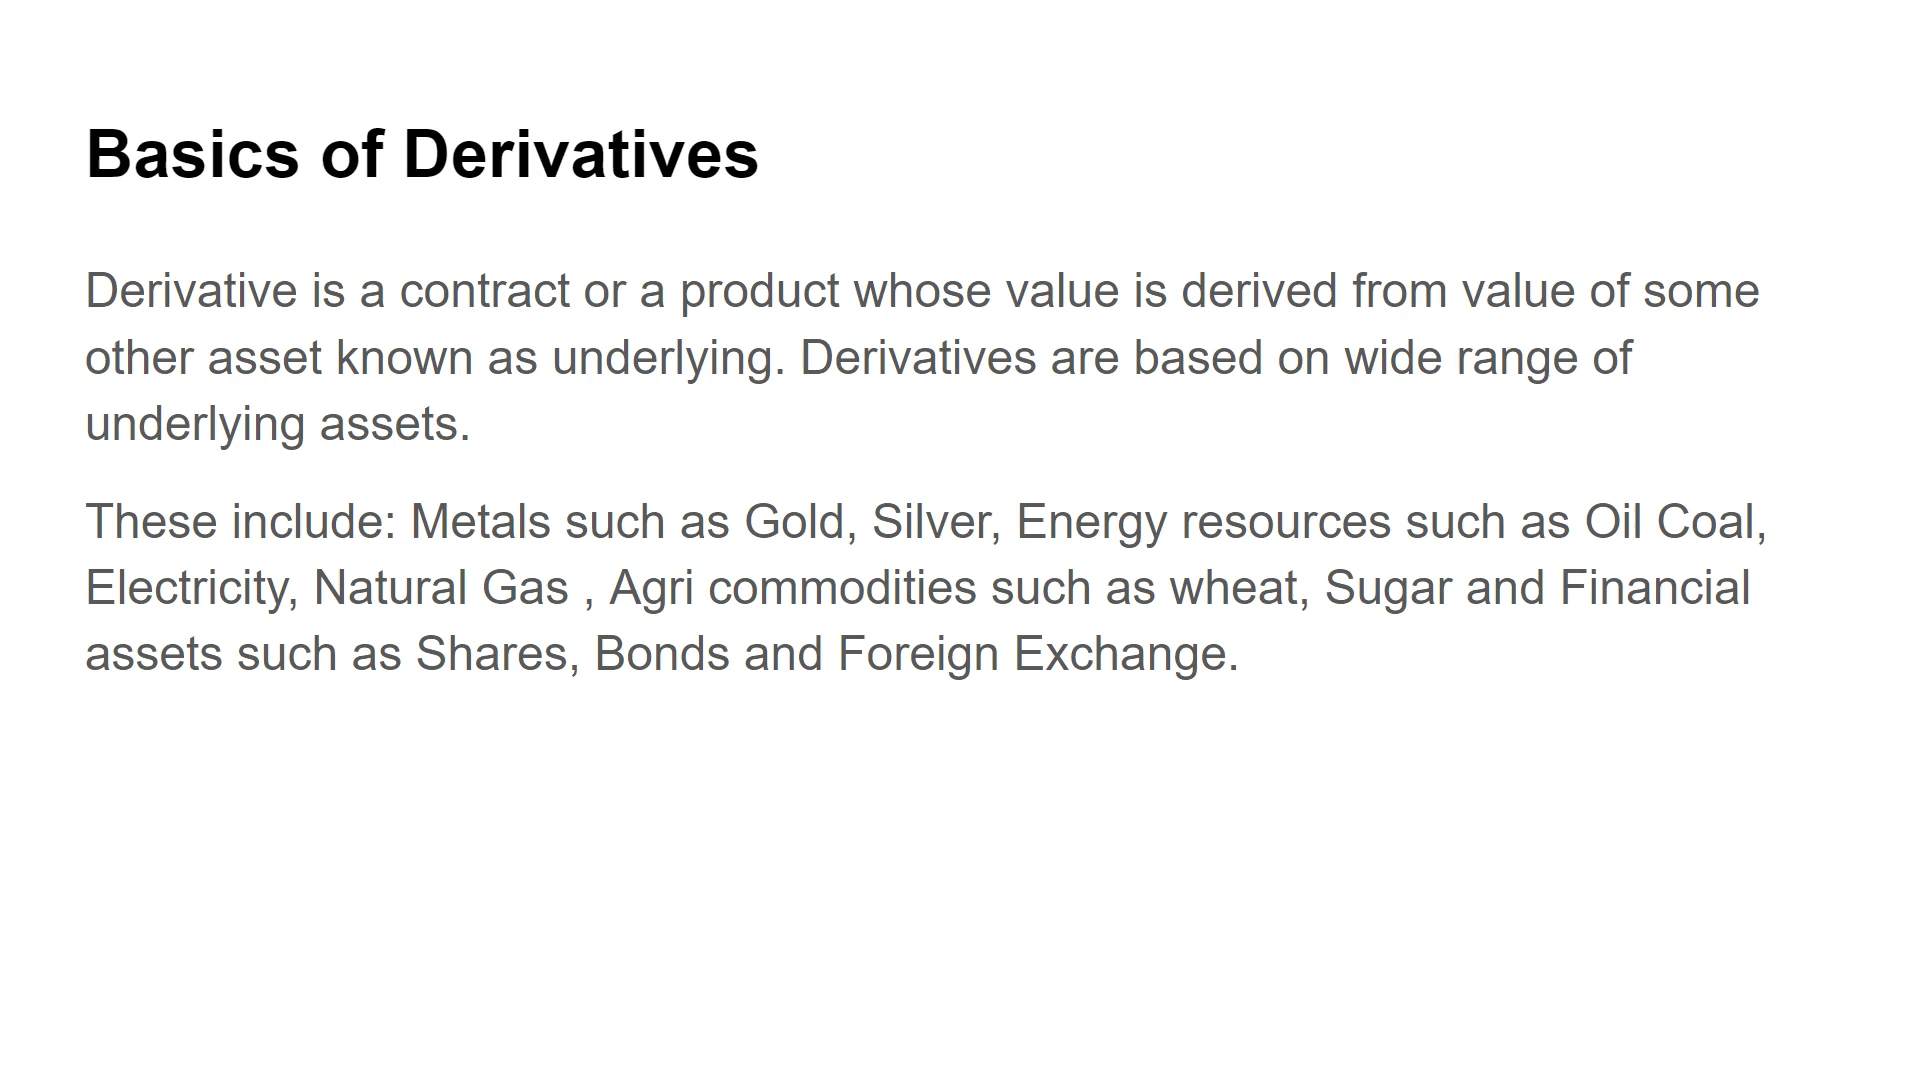 Basics of Derivatives
Derivative is a contract or a product whose value is derived from value of some
other asset known as underlying. Derivatives are based on wide range of
underlying assets.
These include: Metals such as Gold, Silver, Energy resources such as Oil Coal,
Electricity, Natural Gas , Agri commodities such as wheat, Sugar and Financial
assets such as Shares, Bonds and Foreign Exchange.